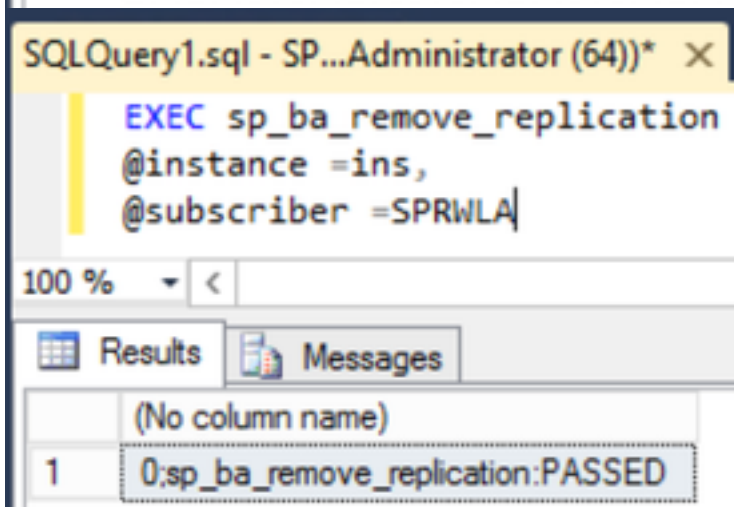 SQLQuery1.sql - SP...Administrator (64))* ×
EXEC sp_ba_remove_replication
@instance =ins,
@subscriber =SPRWLA
100 %
Results Messages
(No column name)
1 0;sp_ba_remove_replication:PASSED